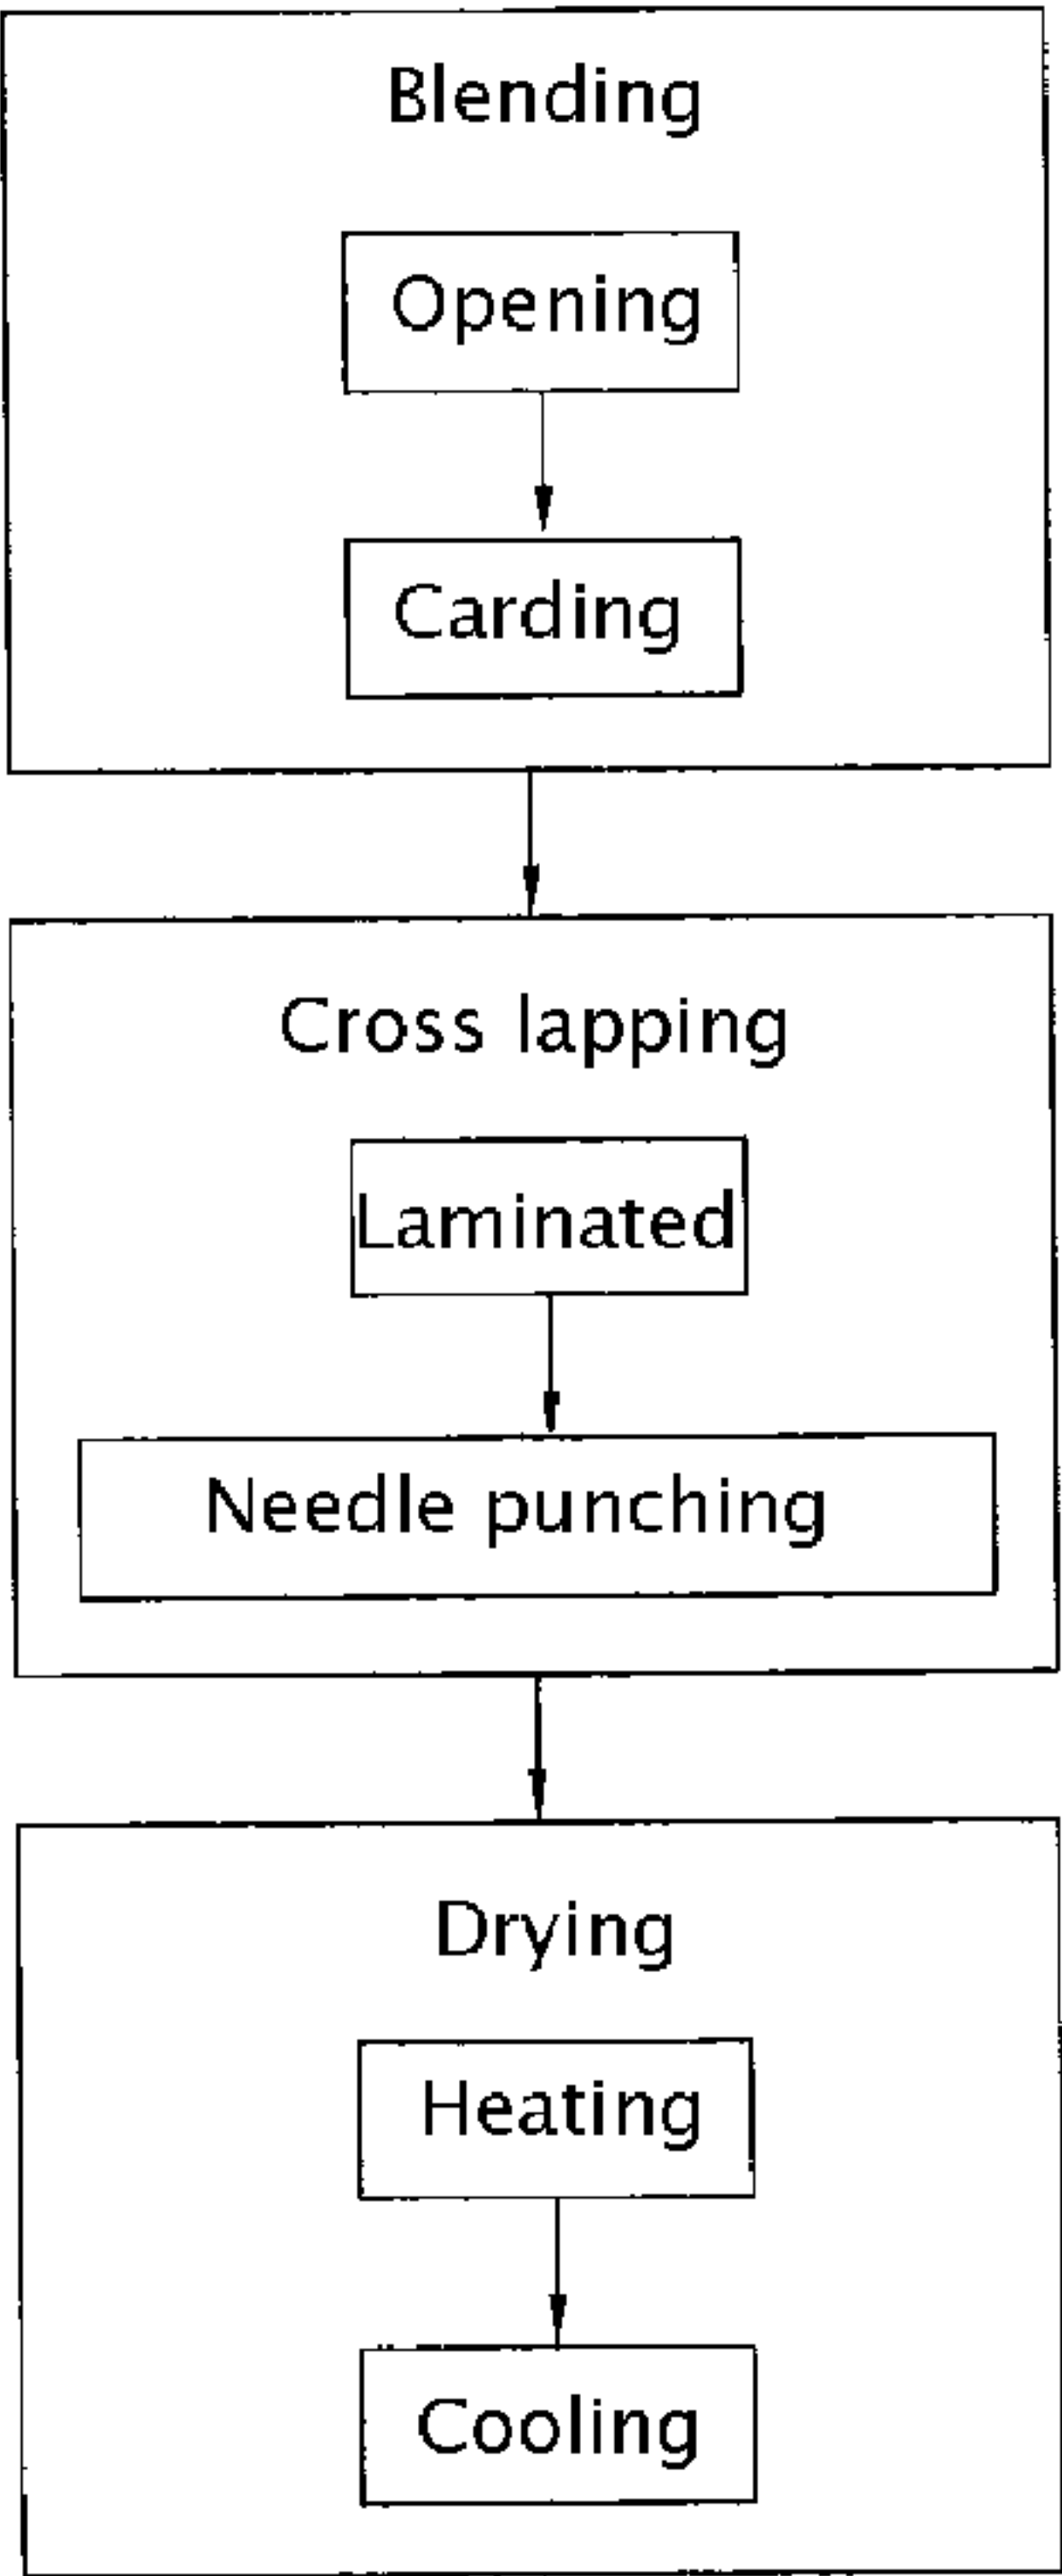 Blending
Opening
Carding
Cross lapping
Laminated
Needle punching
Drying
Heating
Cooling